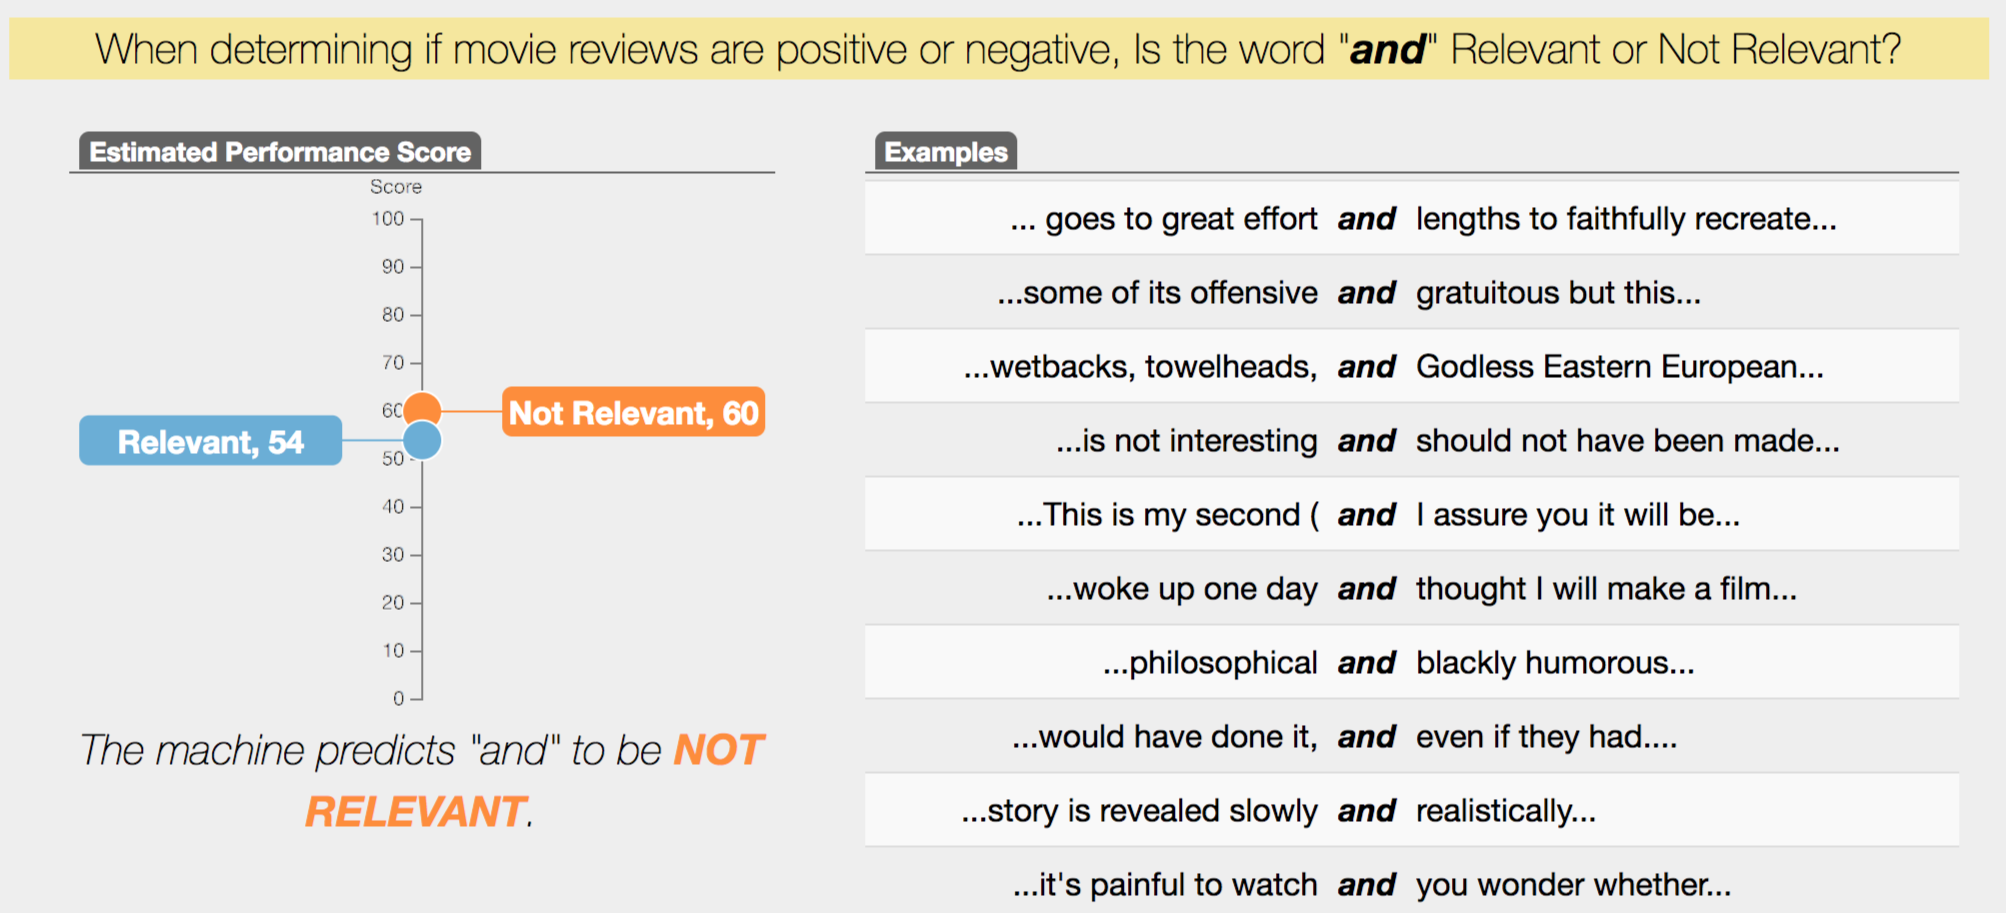 When determining if movie reviews are positive or negative, Is the word "and" Relevant or Not Relevant?
Estimated Performance Score
Score
100
90
80
70
60
50
40
30
20
10
0
Not Relevant, 60
Relevant, 54
The machine predicts "and" to be NOT
RELEVANT.
Examples
... goes to great effort and lengths to faithfully recreate...
...some of its offensive and gratuitous but this...
...wetbacks, towelheads, and Godless Eastern European...
...is not interesting and should not have been made...
...This is my second ( and I assure you it will be...
...woke up one day and thought I will make a film...
...philosophical and blackly humorous...
...would have done it, and even if they had....
...story is revealed slowly and realistically...
...it's painful to watch and you wonder whether...